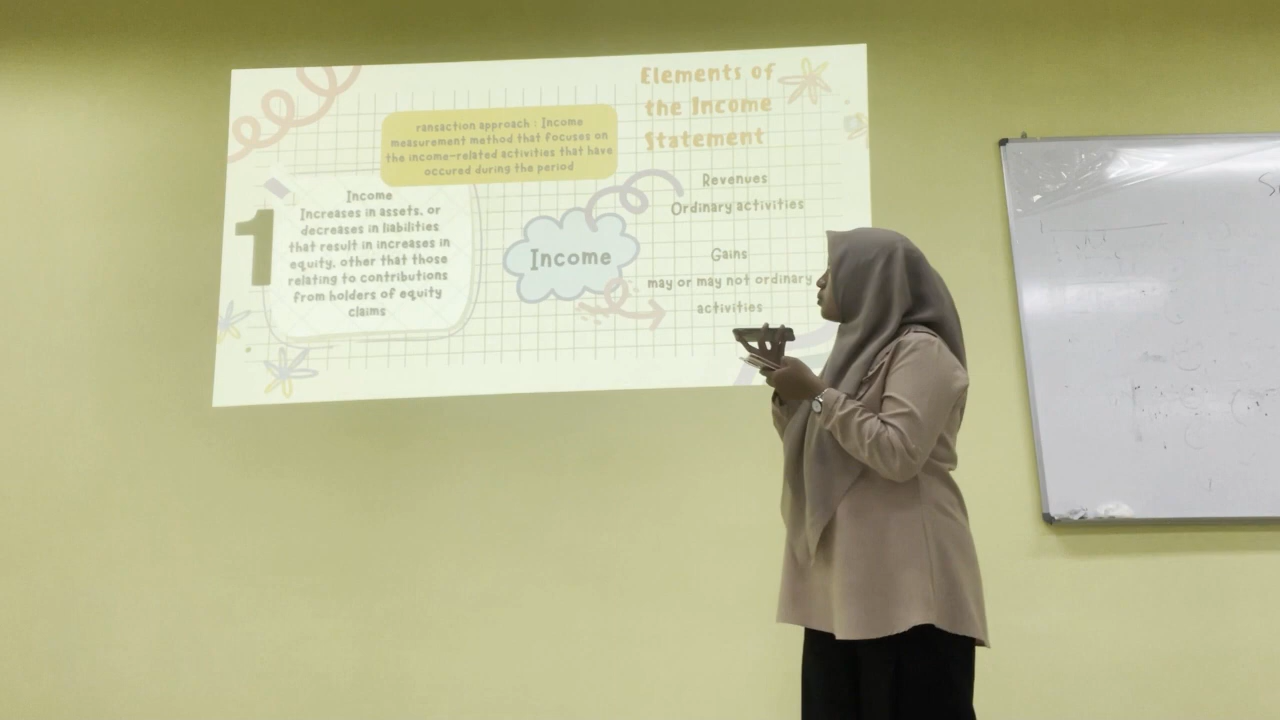 Elements of
the Income
Statement
ransaction approach : Income
measurement method that focuses on
the income-related activities that have
occured during the period
1
Income
Increases in assets, or
decreases in liabilities
that result in increases in
equity, other that those
relating to contributions
from holders of equity
claims
Income
Revenues
Ordinary activities
Gains
may or may not ordinary
activities